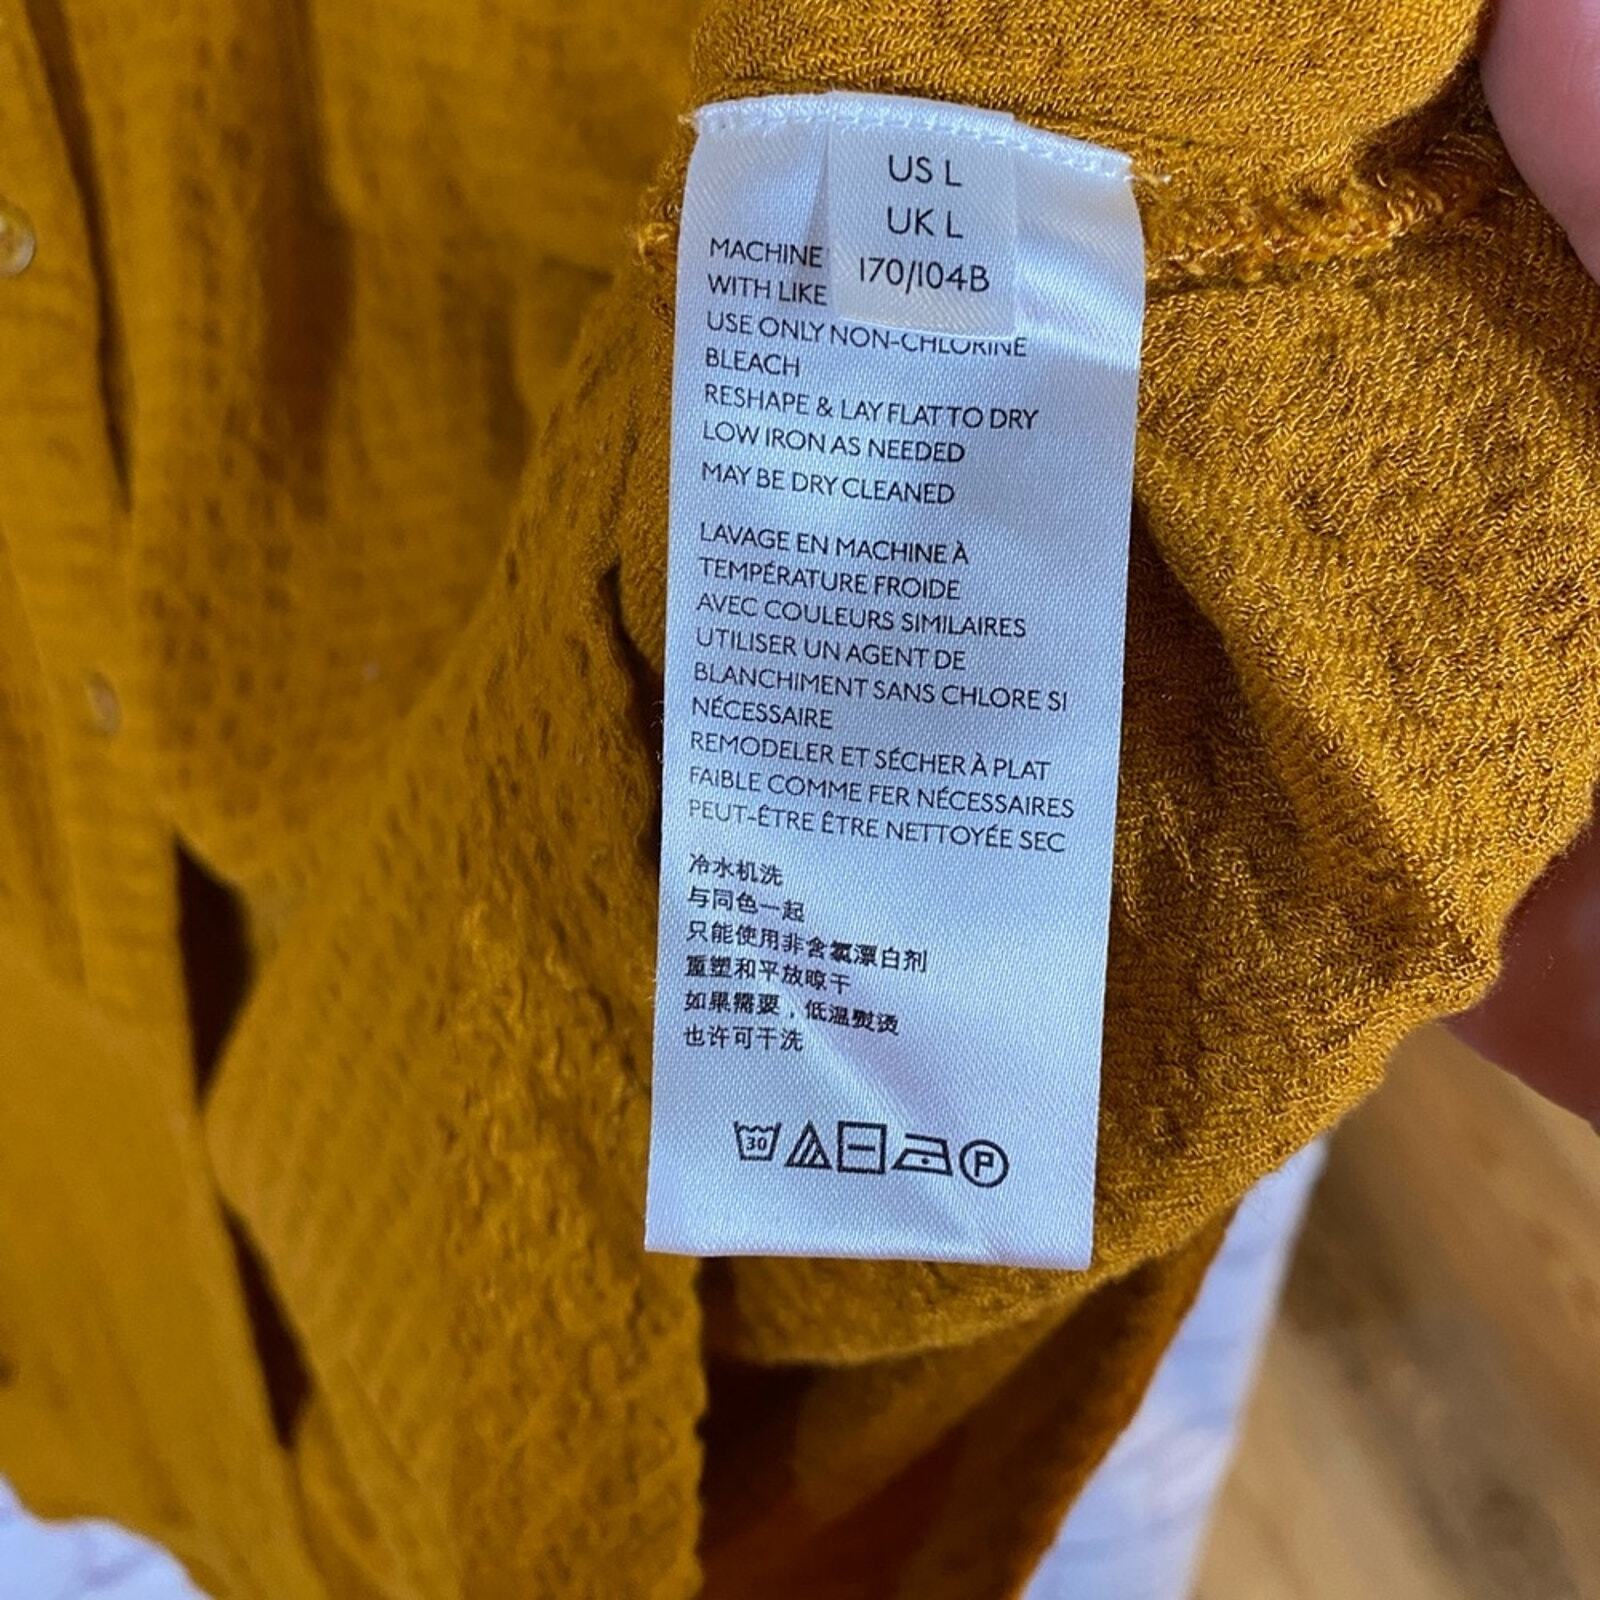 US L
UK L
170/104B
MACHINE
WITH LIKE
USE ONLY NON-CHLORINE
BLEACH
RESHAPE & LAY FLAT TO DRY
LOW IRON AS NEEDED
MAY BE DRY CLEANED
LAVAGE EN MACHINE À
TEMPÉRATURE FROIDE
AVEC COULEURS SIMILAIRES
UTILISER UN AGENT DE
BLANCHIMENT SANS CHLORE SI
NÉCESSAIRE
REMODELER ET SÉCHER À PLAT
FAIBLE COMME FER NÉCESSAIRES
PEUT-ÊTRE ÊTRE NETTOYÉE SEC
冷水机洗
与同色一起
只能使用非含氯漂白剂
重塑和平放晾干
如果需要，低温熨烫
也许可干洗
30 P